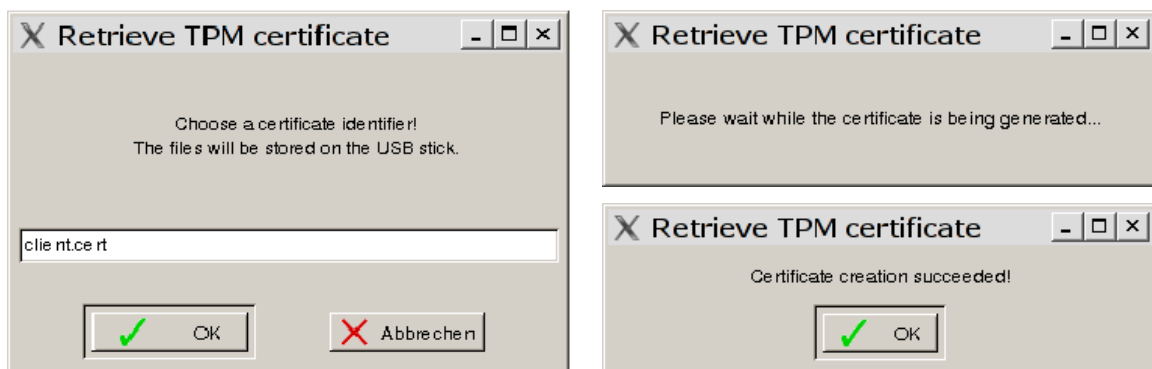 Retrieve TPM certificate
Choose a certificate identifier!
The files will be stored on the USB stick.
client.cert
OK
Abbrechen
Retrieve TPM certificate
Please wait while the certificate is being generated...
Retrieve TPM certificate
Certificate creation succeeded!
OK